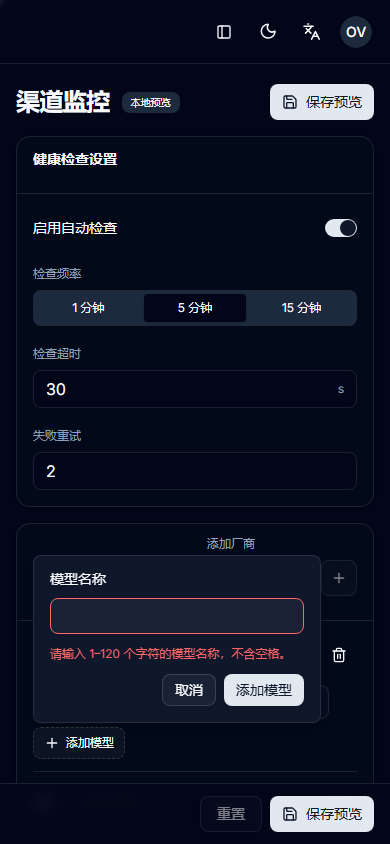 OV
渠道监控
本地预览
保存预览
健康检查设置
启用自动检查
检查频率
1 分钟
5 分钟
15 分钟
检查超时
30
s
失败重试
2
添加厂商
模型名称
请输入 1–120 个字符的模型名称，不含空格。
取消
添加模型
添加模型
重置
保存预览